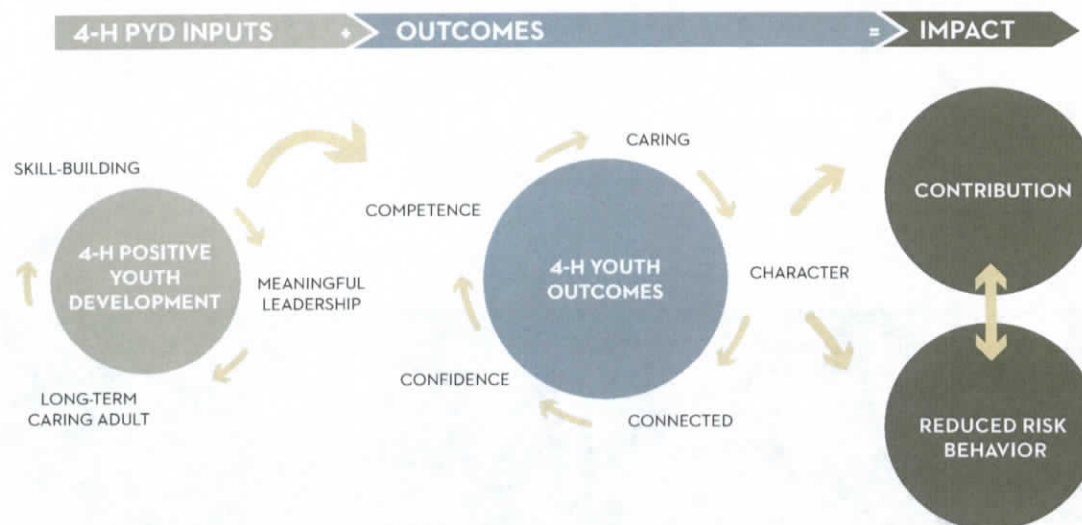 4-H PYD INPUTS + OUTCOMES = IMPACT
SKILL-BUILDING
4-H POSITIVE
YOUTH
DEVELOPMENT
MEANINGFUL
LEADERSHIP
LONG-TERM
CARING ADULT
CARING
COMPETENCE
4-H YOUTH
OUTCOMES
CHARACTER
CONFIDENCE
CONNECTED
CONTRIBUTION
REDUCED RISK
BEHAVIOR